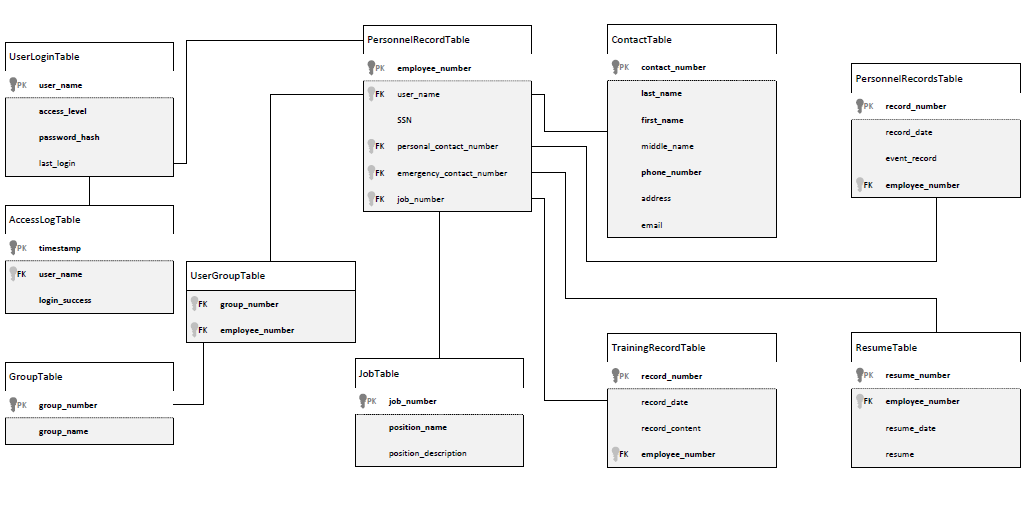 UserLoginTable
PK user_name
access_level
password_hash
last_login
AccessLogTable
PK timestamp
FK user_name
login_success
GroupTable
PK group_number
group_name
UserGroupTable
FK group_number
FK employee_number
PersonnelRecordTable
PK employee_number
FK user_name
SSN
FK personal_contact_number
FK emergency_contact_number
FK job_number
JobTable
PK job_number
position_name
position_description
ContactTable
PK contact_number
last_name
first_name
middle_name
phone_number
address
email
TrainingRecordTable
PK record_number
record_date
record_content
FK employee_number
PersonnelRecordsTable
PK record_number
record_date
event_record
FK employee_number
ResumeTable
PK resume_number
FK employee_number
resume_date
resume